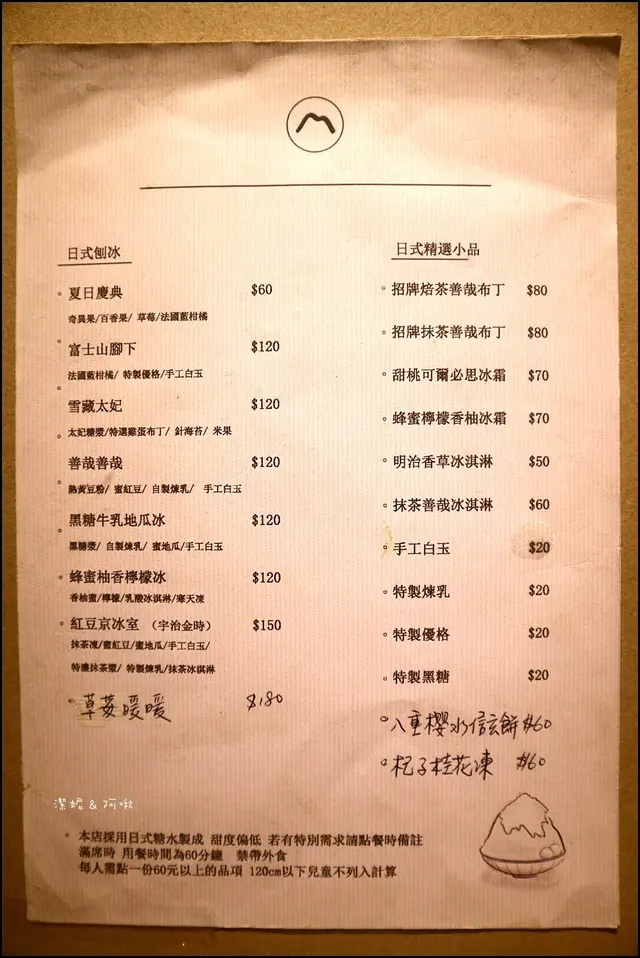 日式刨冰
夏日慶典 $60
奇異果/百香果/ 草莓/法國藍柑橘
富士山腳下 $120
法國藍柑橘/ 特製優格/手工白玉
雪藏太妃 $120
太妃糖漿/特選雞蛋布丁/ 針海苔/ 米果
善哉善哉 $120
熟黃豆粉/ 蜜紅豆/ 自製煉乳/ 手工白玉
黑糖牛乳地瓜冰 $120
黑糖漿/ 自製煉乳/ 蜜地瓜/手工白玉
蜂蜜柚香檸檬冰 $120
香柚蜜/檸檬/乳酸冰淇淋/寒天凍
紅豆京冰室 (宇治金時) $150
抹茶凍/蜜紅豆/蜜地瓜/手工白玉/
特濃抹茶漿/ 特製煉乳/抹茶冰淇淋
草莓暖暖 $180
日式精選小品
招牌焙茶善哉布丁 $80
招牌抹茶善哉布丁 $80
甜桃可爾必思冰霜 $70
蜂蜜檸檬香柚冰霜 $70
明治香草冰淇淋 $50
抹茶善哉冰淇淋 $60
手工白玉 $20
特製煉乳 $20
特製優格 $20
特製黑糖 $20
八重櫻水信玄餅 $60
杞子桂花凍 $60
潔媤 & 阿啾
本店採用日式糖水製成 甜度偏低 若有特別需求請點餐時備註
滿席時 用餐時間為60分鐘 禁帶外食
每人需點一份60元以上的品項 120cm以下兒童不列入計算